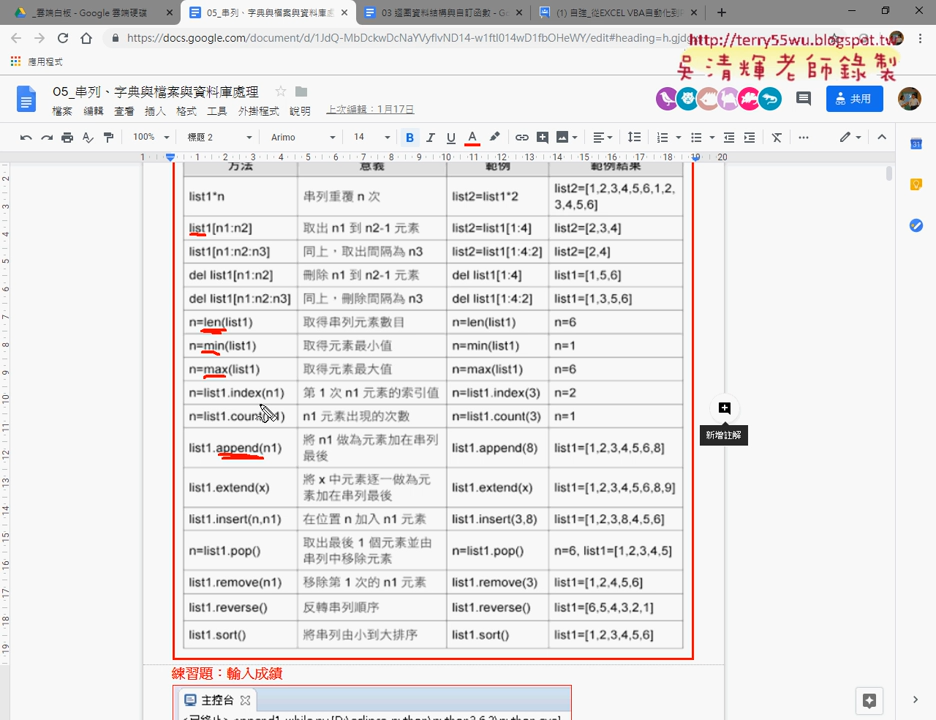 _雲端白板 - Google 雲端硬碟
05_串列、字典與檔案與資料庫處
03 迴圈資料結構與自訂函數 - Go
(1) 自強_從EXCEL VBA自動化到
https://docs.google.com/document/d/1JdQ-MbDckwDcNaYVyflvND14-w1ftI014wD1fbOHeWY/edit#heading=h.gjd
http://terry55wu.blogspot.tw
吳清輝老師錄製
應用程式
05_串列、字典與檔案與資料庫處理
共用
檔案 編輯 查看 插入 格式 工具 外掛程式 說明 上次編輯：1月17日
100% 標題 2 Arimo 14
方法 意義 範例 範例結果
list1*n 串列重覆 n 次 list2=list1*2 list2=[1,2,3,4,5,6,1,2,
3,4,5,6]
list1[n1:n2] 取出 n1 到 n2-1 元素 list2=list1[1:4] list2=[2,3,4]
list1[n1:n2:n3] 同上，取出間隔為 n3 list2=list1[1:4:2] list2=[2,4]
del list1[n1:n2] 刪除 n1 到 n2-1 元素 del list1[1:4] list1=[1,5,6]
del list1[n1:n2:n3] 同上，刪除間隔為 n3 del list1[1:4:2] list1=[1,3,5,6]
n=len(list1) 取得串列元素數目 n=len(list1) n=6
n=min(list1) 取得元素最小值 n=min(list1) n=1
n=max(list1) 取得元素最大值 n=max(list1) n=6
n=list1.index(n1) 第 1 次 n1 元素的索引值 n=list1.index(3) n=2
n=list1.count(n1) n1 元素出現的次數 n=list1.count(3) n=1
list1.append(n1) 將 n1 做為元素加在串列
最後 list1.append(8) list1=[1,2,3,4,5,6,8]
list1.extend(x) 將 x 中元素逐一做為元
素加在串列最後 list1.extend(x) list1=[1,2,3,4,5,6,8,9]
list1.insert(n,n1) 在位置 n 加入 n1 元素 list1.insert(3,8) list1=[1,2,3,8,4,5,6]
n=list1.pop() 取出最後 1 個元素並由
串列中移除元素 n=list1.pop() n=6, list1=[1,2,3,4,5]
list1.remove(n1) 移除第 1 次的 n1 元素 list1.remove(3) list1=[1,2,4,5,6]
list1.reverse() 反轉串列順序 list1.reverse() list1=[6,5,4,3,2,1]
list1.sort() 將串列由小到大排序 list1.sort() list1=[1,2,3,4,5,6]
新增註解
練習題：輸入成績
主控台